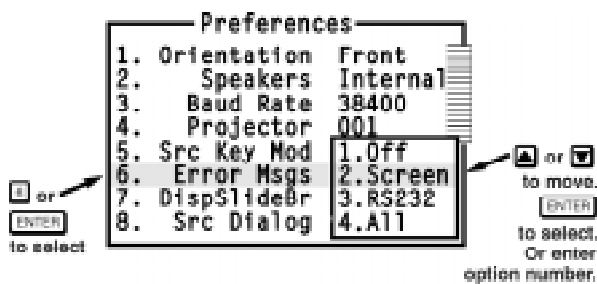 Preferences
1. Orientation Front
2. Speakers Internal
3. Baud Rate 38400
4. Projector 001
5. Src Key Mod
6. Error Msgs
7. DispSlideBr
8. Src Dialog
1.Off
2.Screen
3.RS232
4.All
or
ENTER
to select
or
to move.
ENTER
to select.
Or enter
option number.